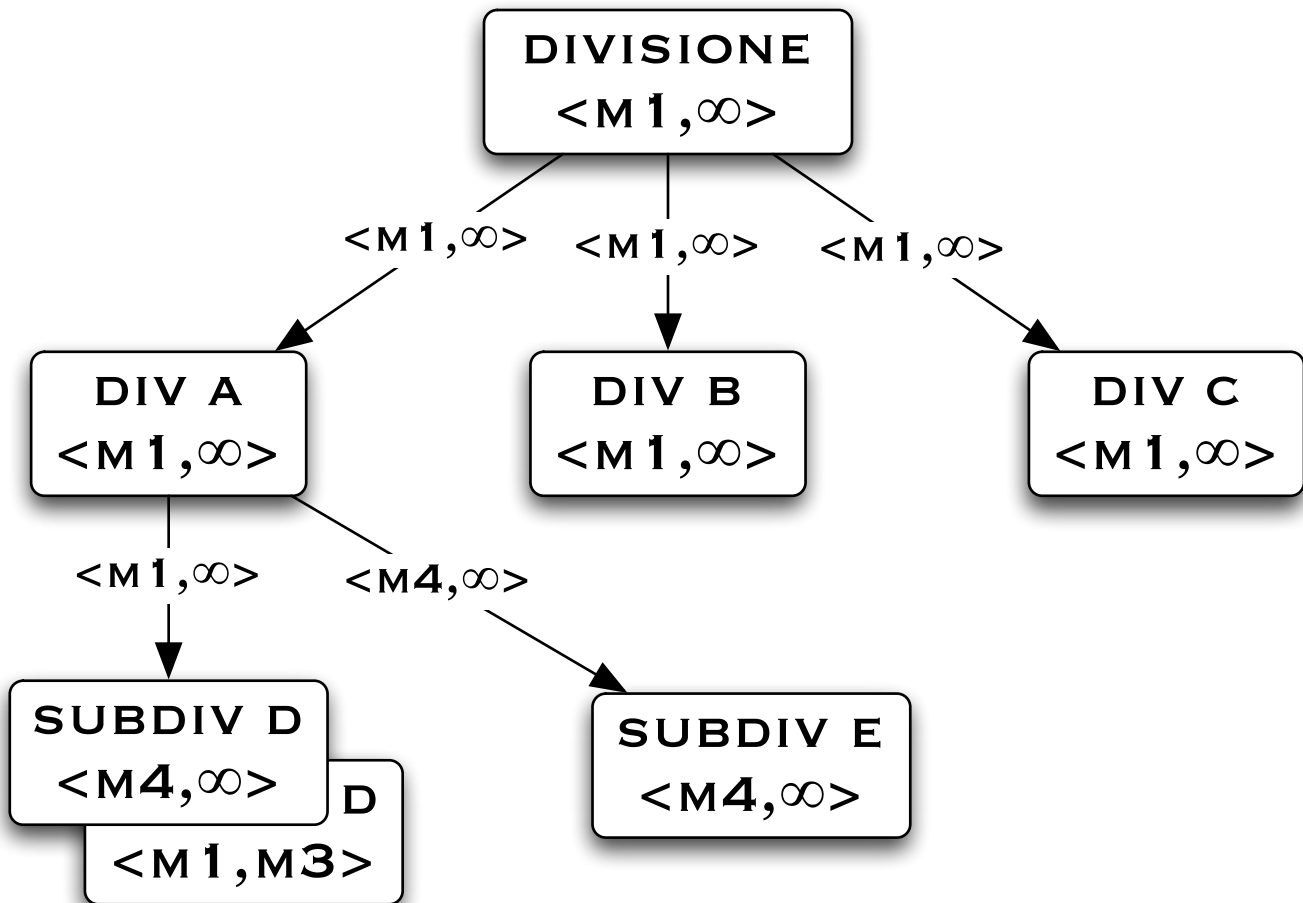 DIVISIONE
<M1,∞>
<M1,∞> <M1,∞> <M1,∞>
DIV A
<M1,∞>
DIV B
<M1,∞>
DIV C
<M1,∞>
<M1,∞> <M4,∞>
SUBDIV D
<M4,∞>
D
<M1,M3>
SUBDIV E
<M4,∞>